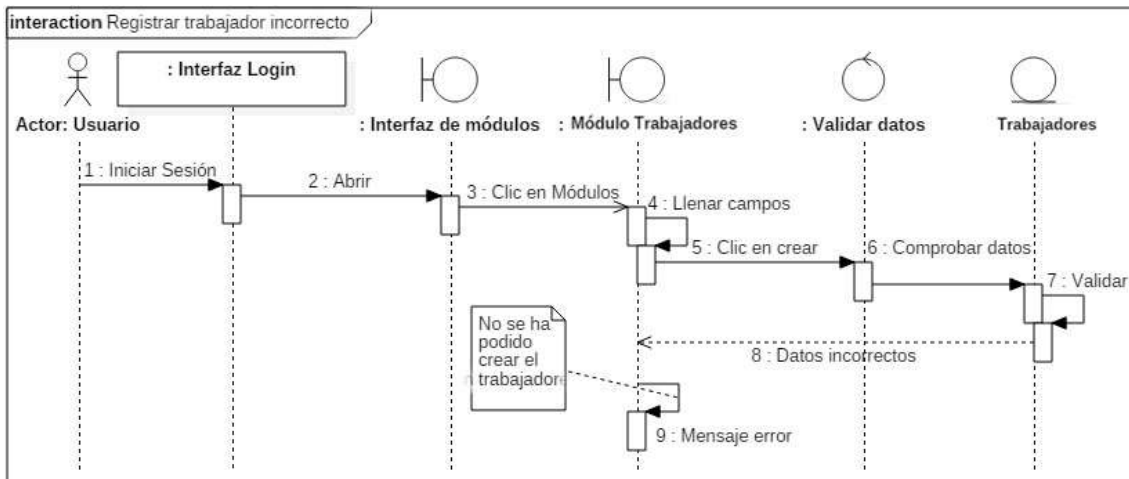 interaction Registrar trabajador incorrecto
: Interfaz Login
Actor: Usuario
: Interfaz de módulos
: Módulo Trabajadores
: Validar datos
Trabajadores
1 : Iniciar Sesión
2 : Abrir
3 : Clic en Módulos
4 : Llenar campos
5 : Clic en crear
6 : Comprobar datos
7 : Validar
8 : Datos incorrectos
No se ha
podido
crear el
trabajador
9 : Mensaje error